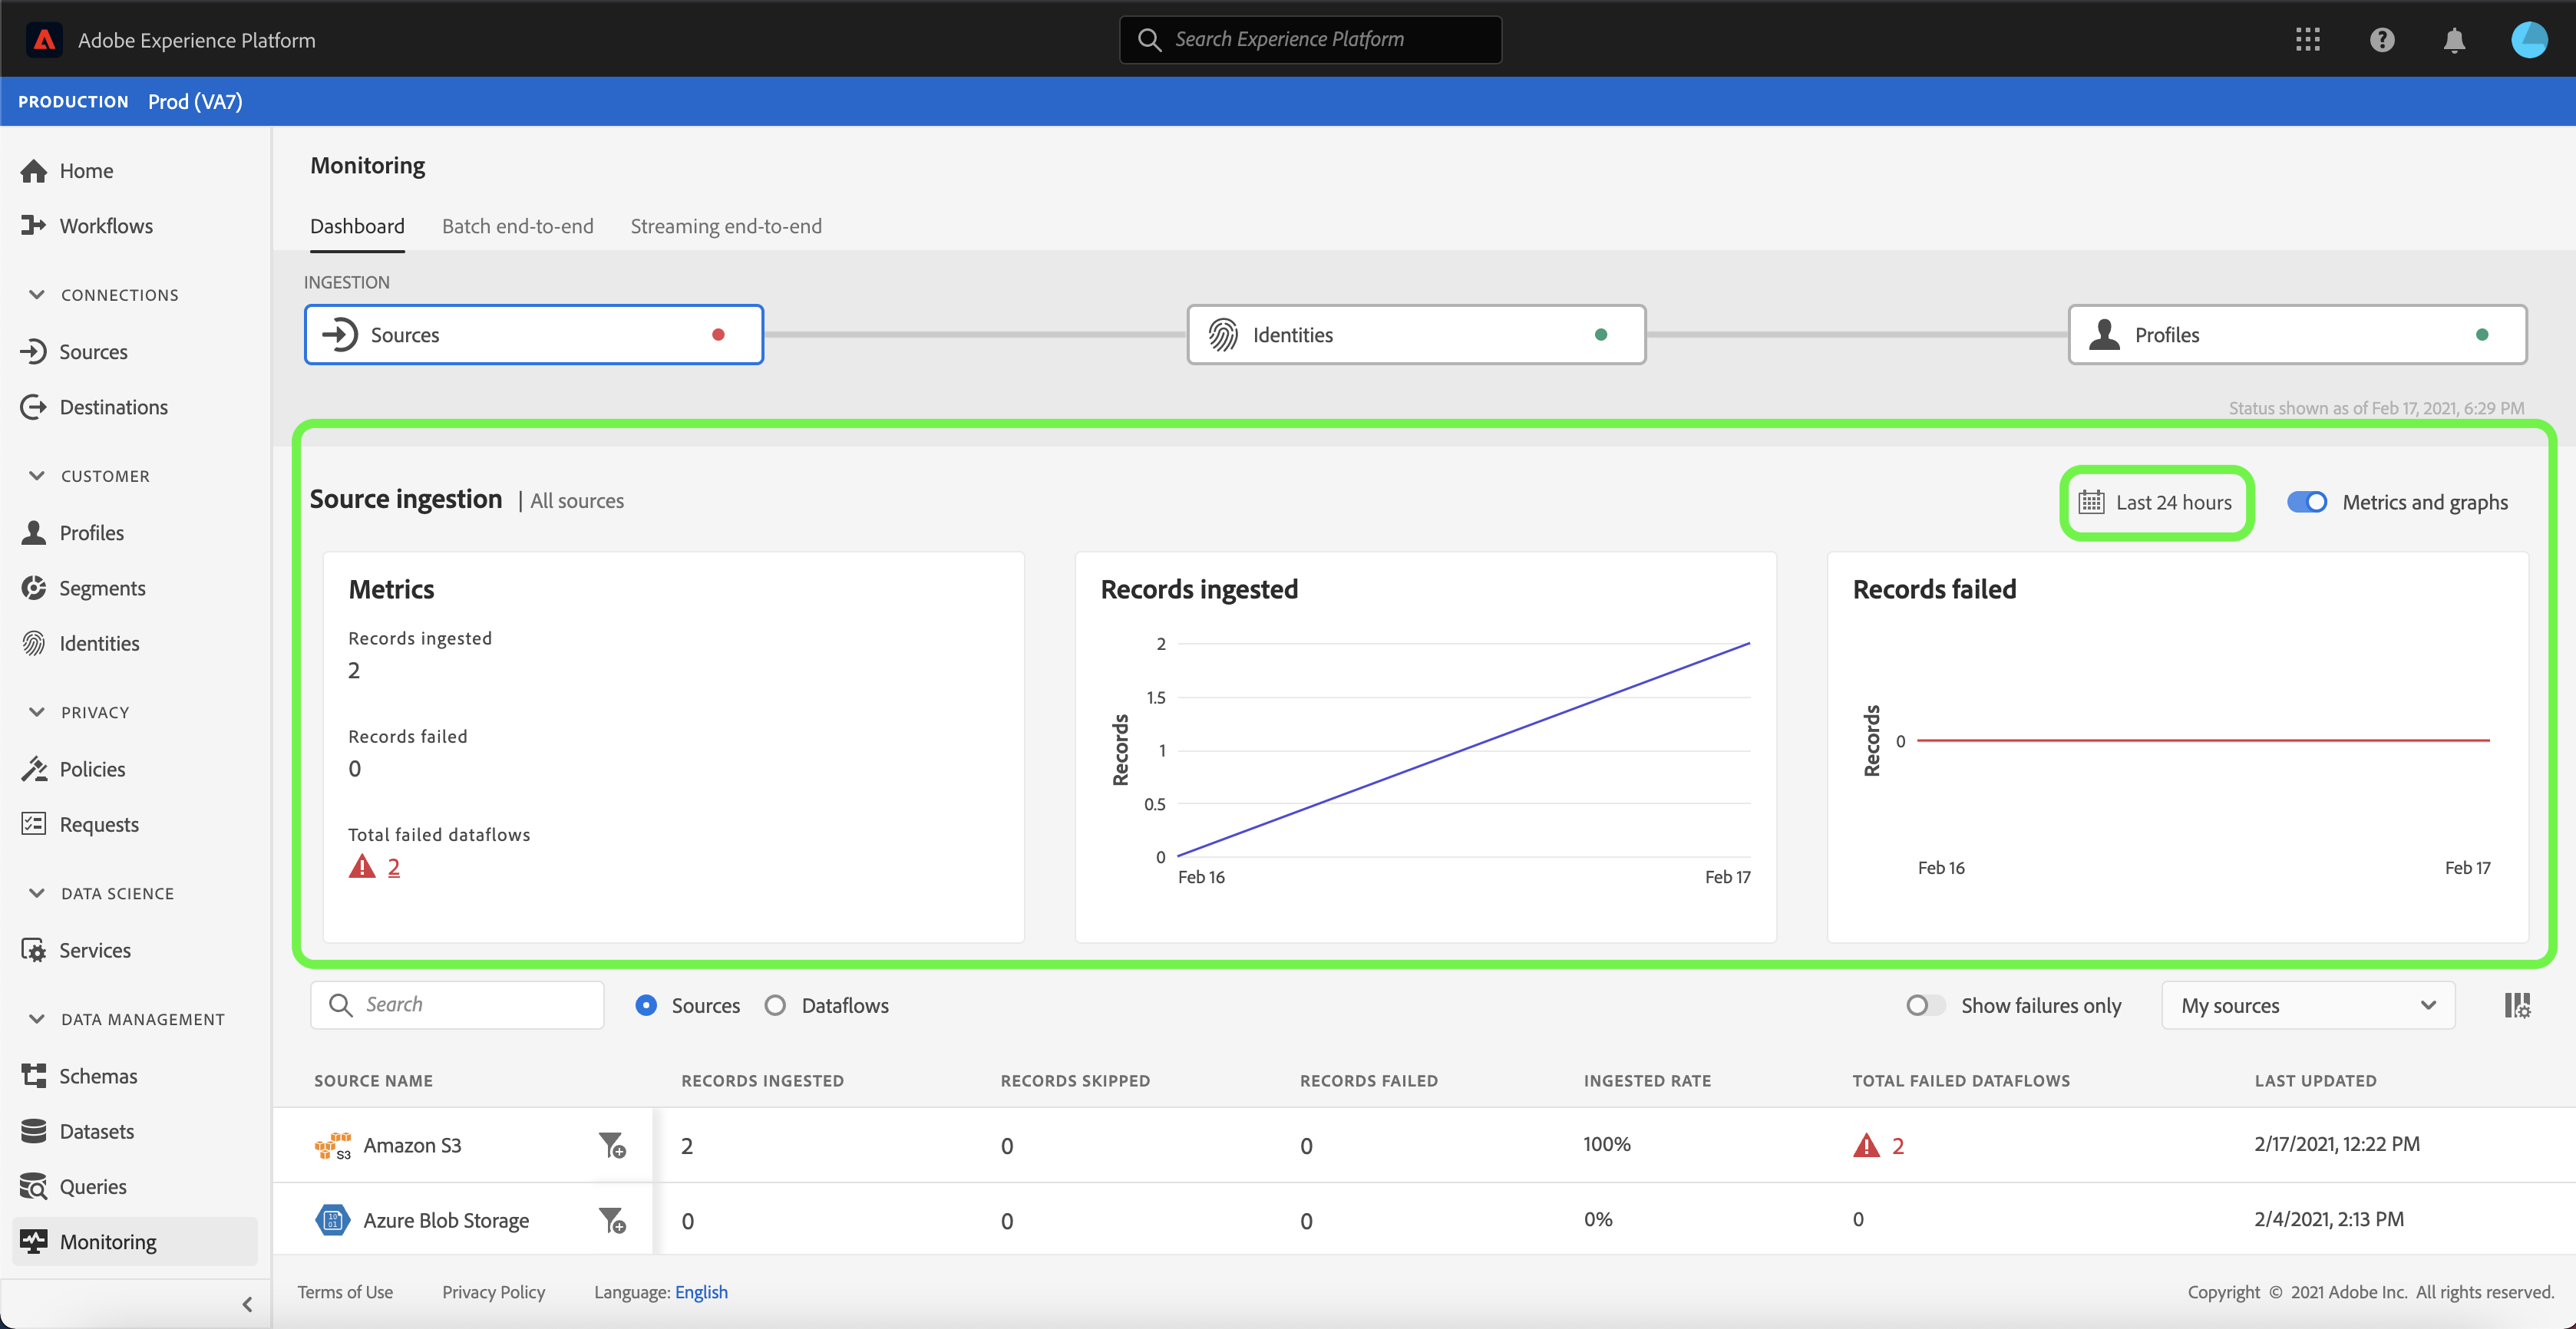 Adobe Experience Platform
Search Experience Platform
PRODUCTION Prod (VA7)
Home
Workflows
CONNECTIONS
Sources
Destinations
CUSTOMER
Profiles
Segments
Identities
PRIVACY
Policies
Requests
DATA SCIENCE
Services
DATA MANAGEMENT
Schemas
Datasets
Queries
Monitoring
Monitoring
Dashboard Batch end-to-end Streaming end-to-end
INGESTION
Sources Identities Profiles
Status shown as of Feb 17, 2021, 6:29 PM
Source ingestion | All sources Last 24 hours Metrics and graphs
Metrics
Records ingested
2
Records failed
0
Total failed dataflows
2
Records ingested
Records
2
1.5
1
0.5
0
Feb 16 Feb 17
Records failed
Records
0
Feb 16 Feb 17
Search Sources Dataflows Show failures only My sources
SOURCE NAME RECORDS INGESTED RECORDS SKIPPED RECORDS FAILED INGESTED RATE TOTAL FAILED DATAFLOWS LAST UPDATED
S3 Amazon S3 2 0 0 100% 2 2/17/2021, 12:22 PM
10 01 Azure Blob Storage 0 0 0 0% 0 2/4/2021, 2:13 PM
Terms of Use Privacy Policy Language: English Copyright © 2021 Adobe Inc. All rights reserved.